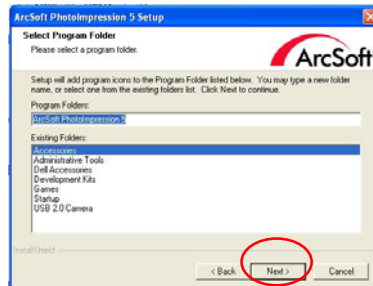 ArcSoft PhotoImpression 5 Setup
Select Program Folder
Please select a program folder.
ArcSoft
Setup will add program icons to the Program Folder listed below. You may type a new folder
name, or select one from the existing folders list. Click Next to continue.
Program Folders:
ArcSoft PhotoImpression 5
Existing Folders:
Accessories
Administrative Tools
Dell Accessories
Development Kits
Games
Startup
USB 2.0 Camera
InstallShield
< Back
Next >
Cancel